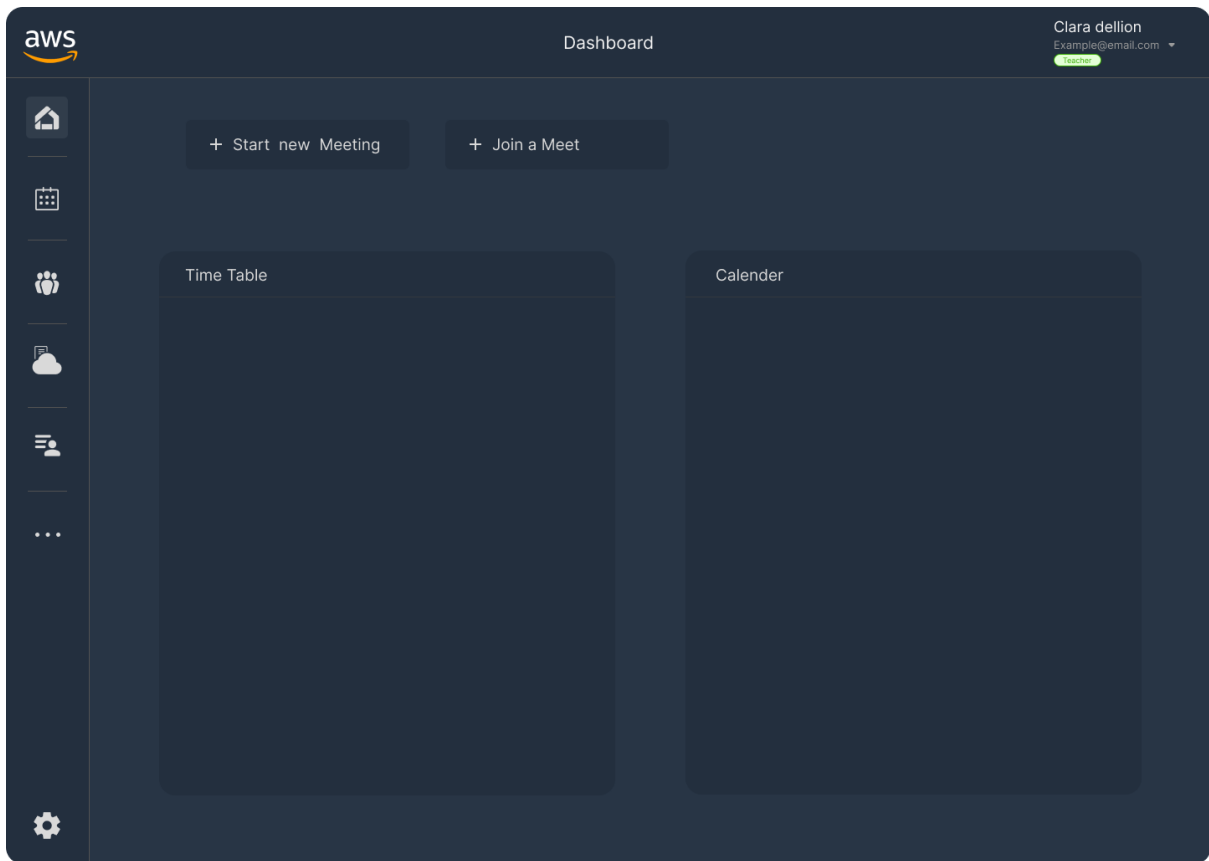 aws
Dashboard
Clara dellion
Example@email.com
Teacher
+ Start new Meeting
+ Join a Meet
Time Table
Calender